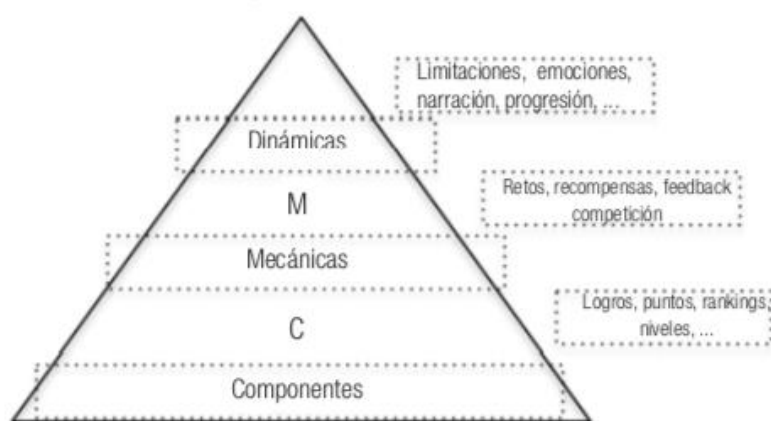 Limitaciones, emociones,
narración, progresión, ...
Dinámicas
M
Retos, recompensas, feedback
competición
Mecánicas
C
Logros, puntos, rankings,
niveles, ...
Componentes